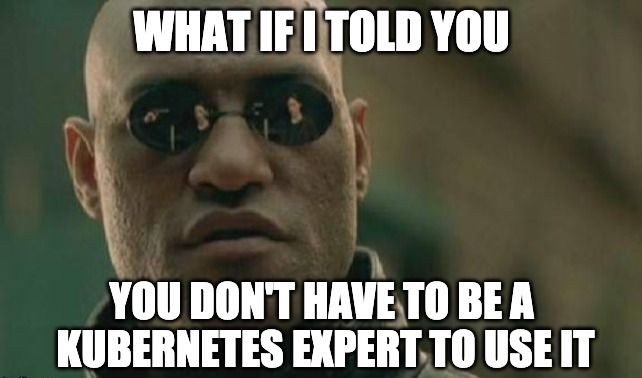 WHAT IF I TOLD YOU
YOU DON'T HAVE TO BE A
KUBERNETES EXPERT TO USE IT